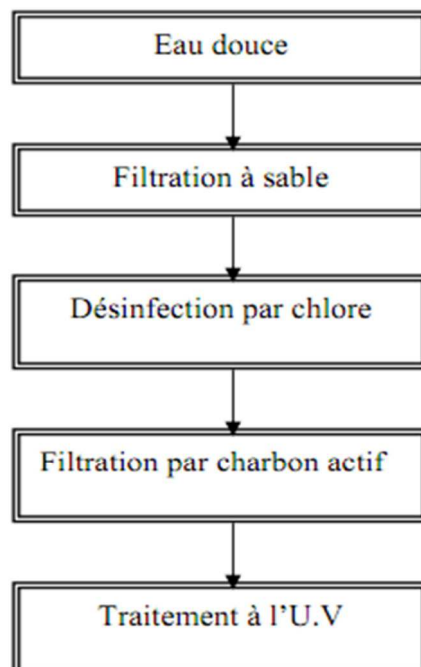 Eau douce
Filtration à sable
Désinfection par chlore
Filtration par charbon actif
Traitement à l'U.V